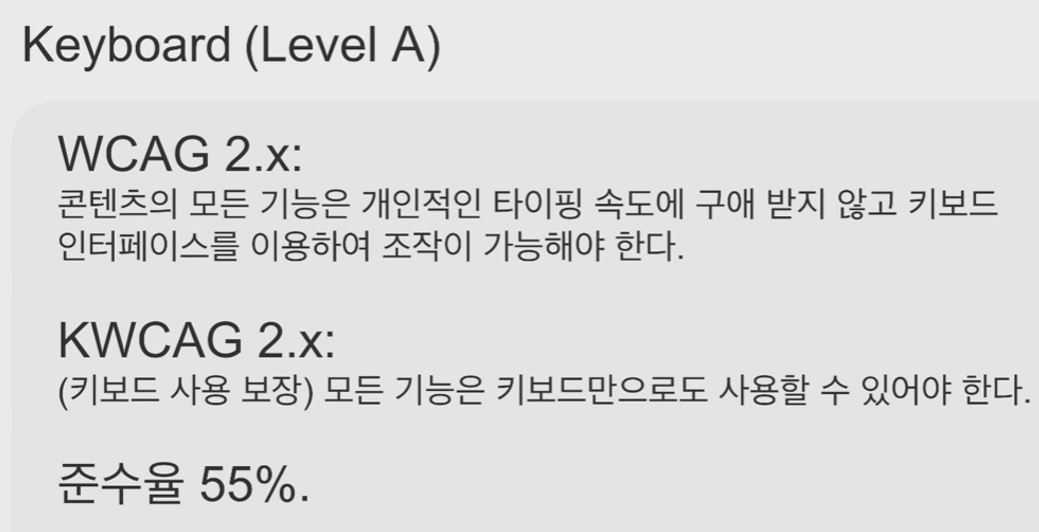 Keyboard (Level A)
WCAG 2.x:
콘텐츠의 모든 기능은 개인적인 타이핑 속도에 구애 받지 않고 키보드
인터페이스를 이용하여 조작이 가능해야 한다.
KWCAG 2.x:
(키보드 사용 보장) 모든 기능은 키보드만으로도 사용할 수 있어야 한다.
준수율 55%.